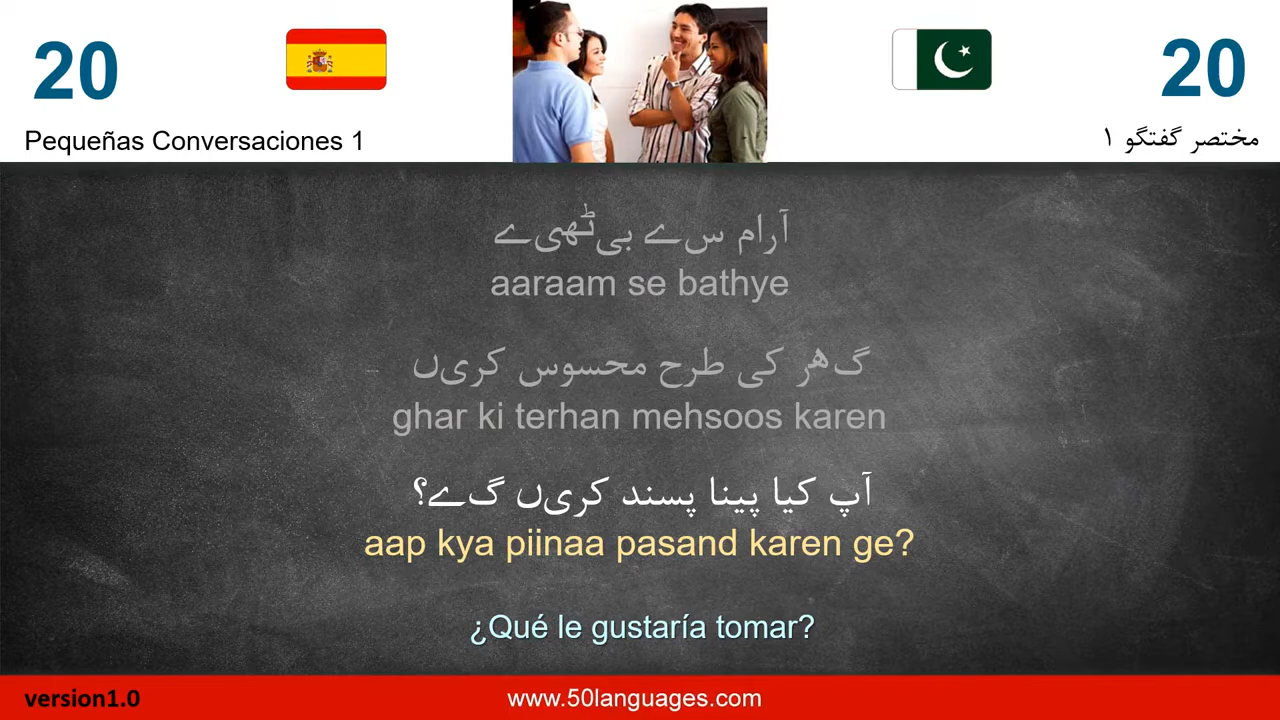 20
20
Pequeñas Conversaciones 1
مختصر گفتگو ۱
آرام سے بیٹھیے
aaraam se bathye
گھر کی طرح محسوس کریں
ghar ki terhan mehsoos karen
آپ کیا پینا پسند کریں گے؟
aap kya piinaa pasand karen ge?
¿Qué le gustaría tomar?
version1.0
www.50languages.com